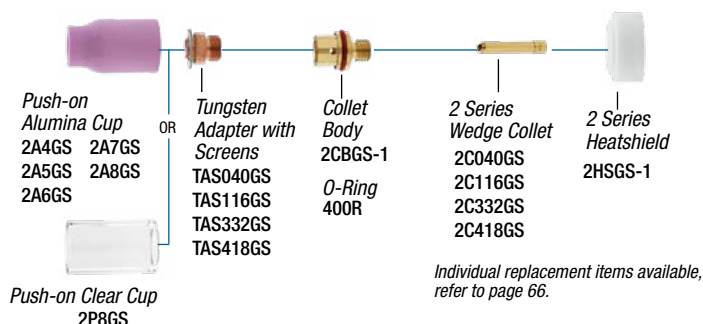 Push-on
Alumina Cup
2A4GS 2A7GS
2A5GS 2A8GS
2A6GS
OR
Push-on Clear Cup
2P8GS
Tungsten
Adapter with
Screens
TAS040GS
TAS116GS
TAS332GS
TAS418GS
Collet
Body
2CBGS-1
O-Ring
400R
2 Series
Wedge Collet
2C040GS
2C116GS
2C332GS
2C418GS
2 Series
Heatshield
2HSGS-1
Individual replacement items available,
refer to page 66.